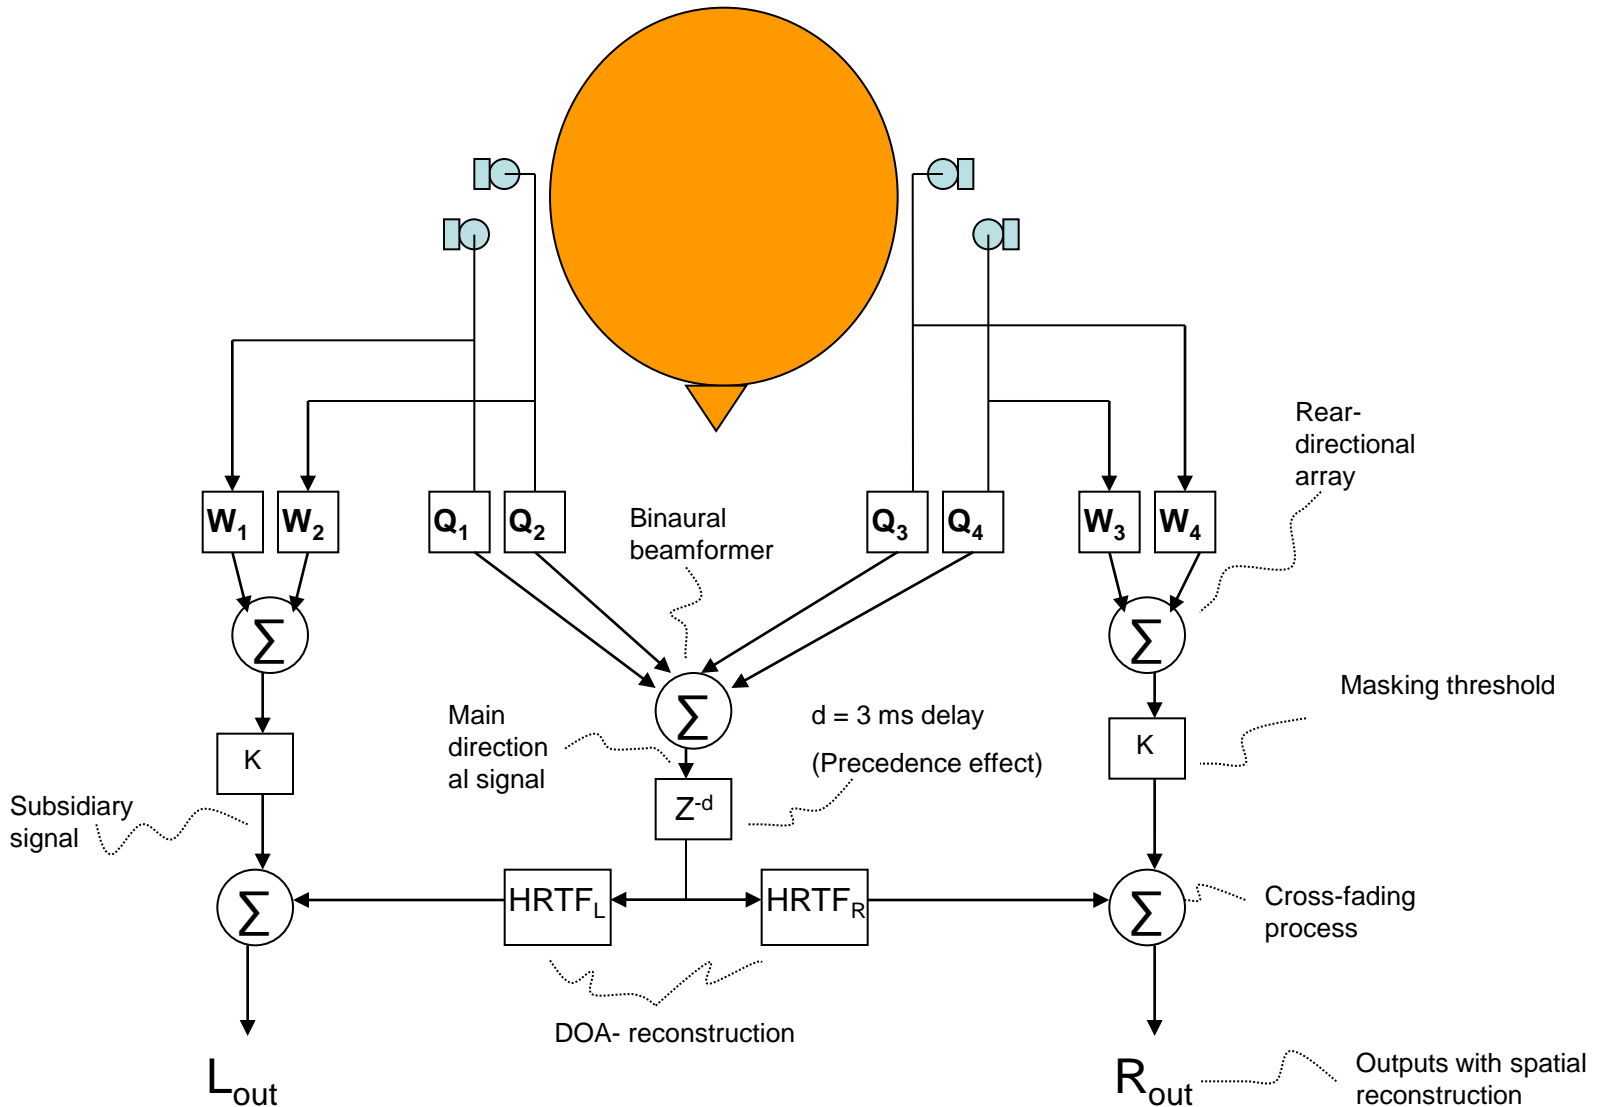 Rear-
directional
array
W1
W2
Q1
Q2
Binaural
beamformer
Q3
Q4
W3
W4
∑
∑
Masking threshold
Main
direction
al signal
∑
d = 3 ms delay
(Precedence effect)
K
K
Subsidiary
signal
Z-d
∑
HRTFL
HRTFR
∑
Cross-fading
process
DOA- reconstruction
Lout
Rout
Outputs with spatial
reconstruction